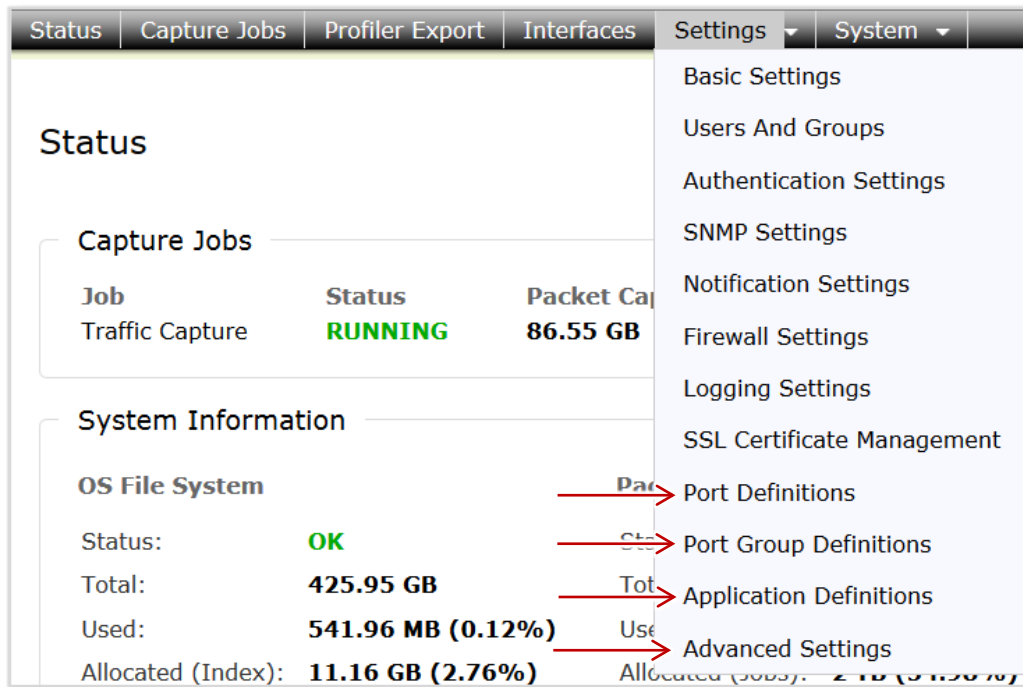 Status Capture Jobs Profiler Export Interfaces Settings System
Basic Settings
Users And Groups
Authentication Settings
SNMP Settings
Notification Settings
Firewall Settings
Logging Settings
SSL Certificate Management
Port Definitions
Port Group Definitions
Application Definitions
Advanced Settings
Status
Capture Jobs
Job Status Packet
Traffic Capture RUNNING 86.55 GB
System Information
OS File System
Status: OK
Total: 425.95 GB
Used: 541.96 MB (0.12%)
Allocated (Index): 11.16 GB (2.76%)